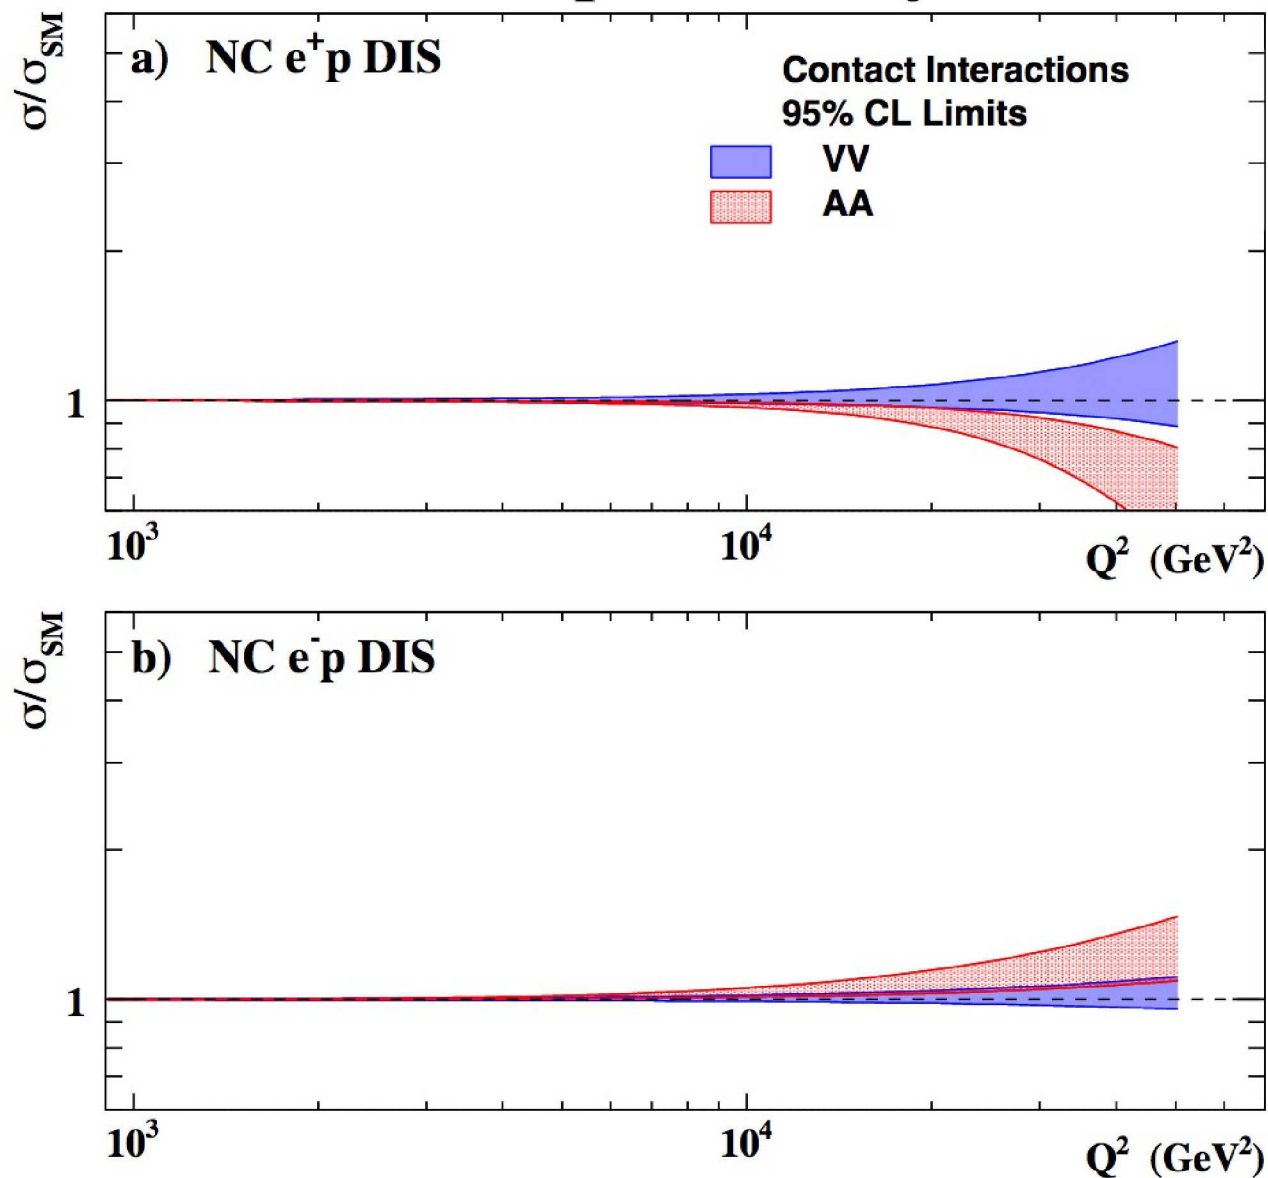 a) NC e⁺p DIS
σ/σSM
Contact Interactions
95% CL Limits
VV
AA
1
10³
10⁴
Q² (GeV²)
b) NC e⁻p DIS
σ/σSM
1
10³
10⁴
Q² (GeV²)